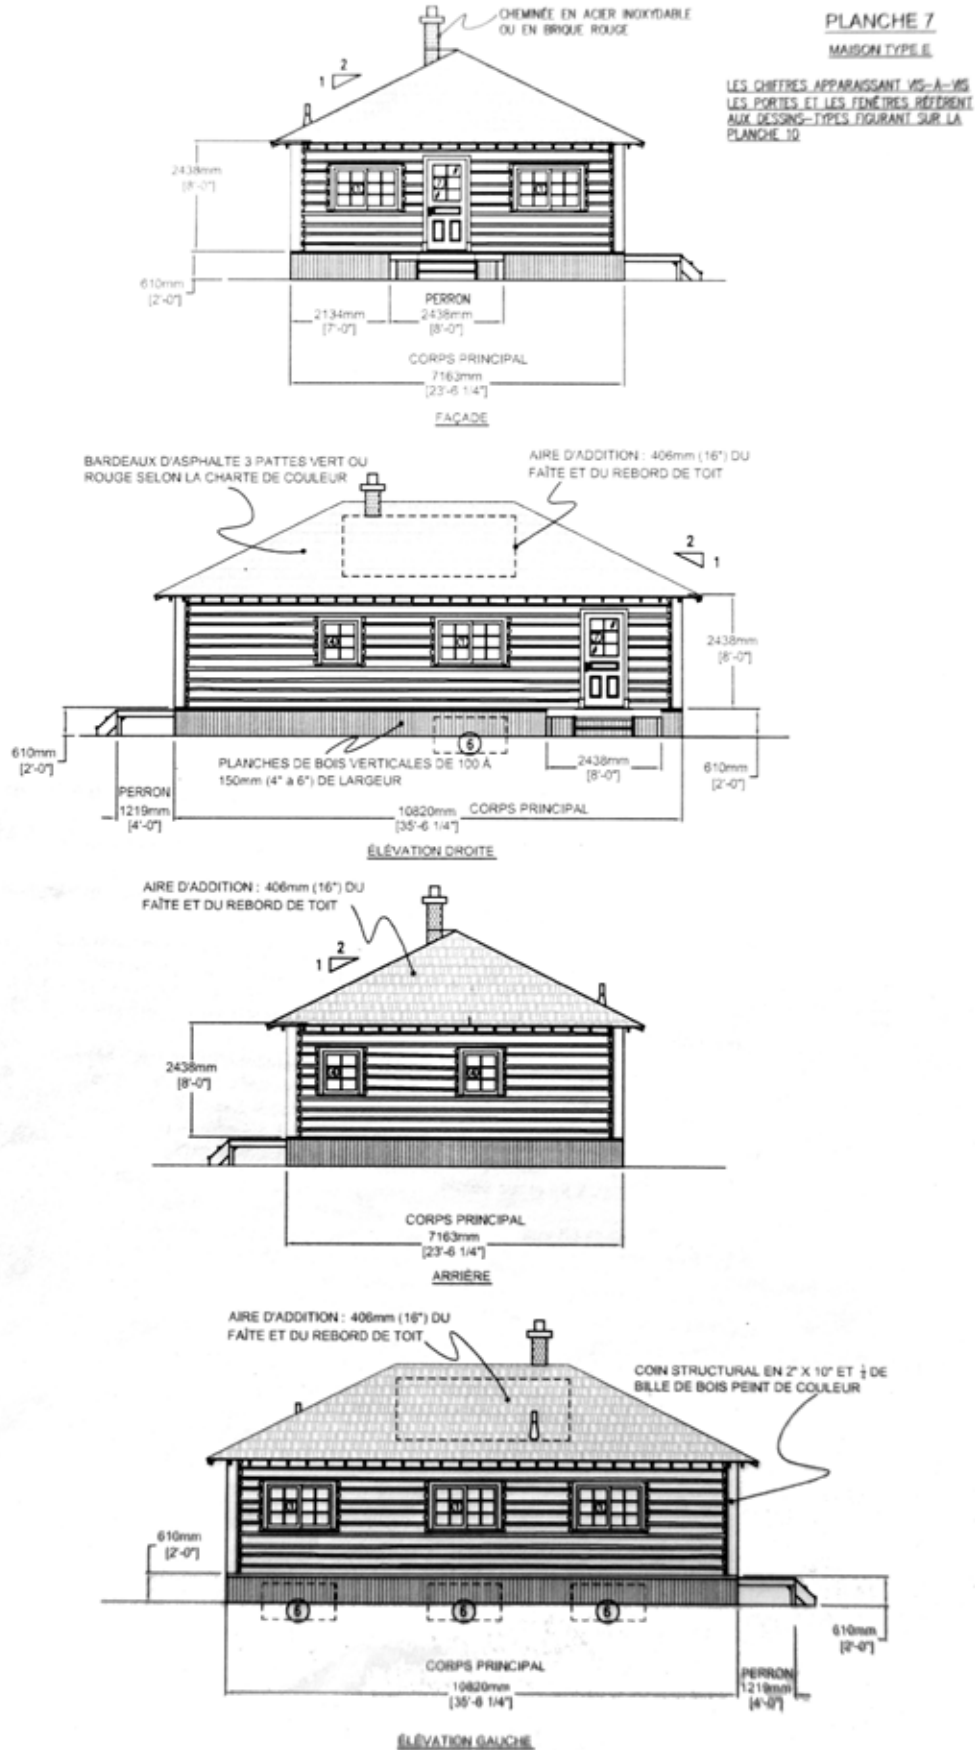 PLANCHE 7
MAISON TYPE E
LES CHIFFRES APPARAISSANT VIS-À-VIS
LES PORTES ET LES FENÊTRES RÉFÈRENT
AUX DESSINS-TYPES FIGURANT SUR LA
PLANCHE 10
CHEMINÉE EN ACIER INOXYDABLE
OU EN BRIQUE ROUGE
2
1
2438mm
[8'-0"]
610mm
[2'-0"]
PERRON
2134mm
[7'-0"]
2438mm
[8'-0"]
CORPS PRINCIPAL
7163mm
[23'-6 1/4"]
FAÇADE
BARDEAUX D'ASPHALTE 3 PATTES VERT OU
ROUGE SELON LA CHARTE DE COULEUR
AIRE D'ADDITION : 406mm (16") DU
FAÎTE ET DU REBORD DE TOIT
2
1
2438mm
[8'-0"]
610mm
[2'-0"]
6
PLANCHES DE BOIS VERTICALES DE 100 À
150mm (4" a 6") DE LARGEUR
2438mm
[8'-0"]
610mm
[2'-0"]
PERRON
1219mm
[4'-0"]
10820mm
[35'-6 1/4"]
CORPS PRINCIPAL
ÉLÉVATION DROITE
AIRE D'ADDITION : 406mm (16") DU
FAÎTE ET DU REBORD DE TOIT
2
1
2438mm
[8'-0"]
CORPS PRINCIPAL
7163mm
[23'-6 1/4"]
ARRIÈRE
AIRE D'ADDITION : 406mm (16") DU
FAÎTE ET DU REBORD DE TOIT
COIN STRUCTURAL EN 2" X 10" ET ½ DE
BILLE DE BOIS PEINT DE COULEUR
610mm
[2'-0"]
6
6
6
610mm
[2'-0"]
CORPS PRINCIPAL
10820mm
[35'-6 1/4"]
PERRON
1219mm
[4'-0"]
ÉLÉVATION GAUCHE